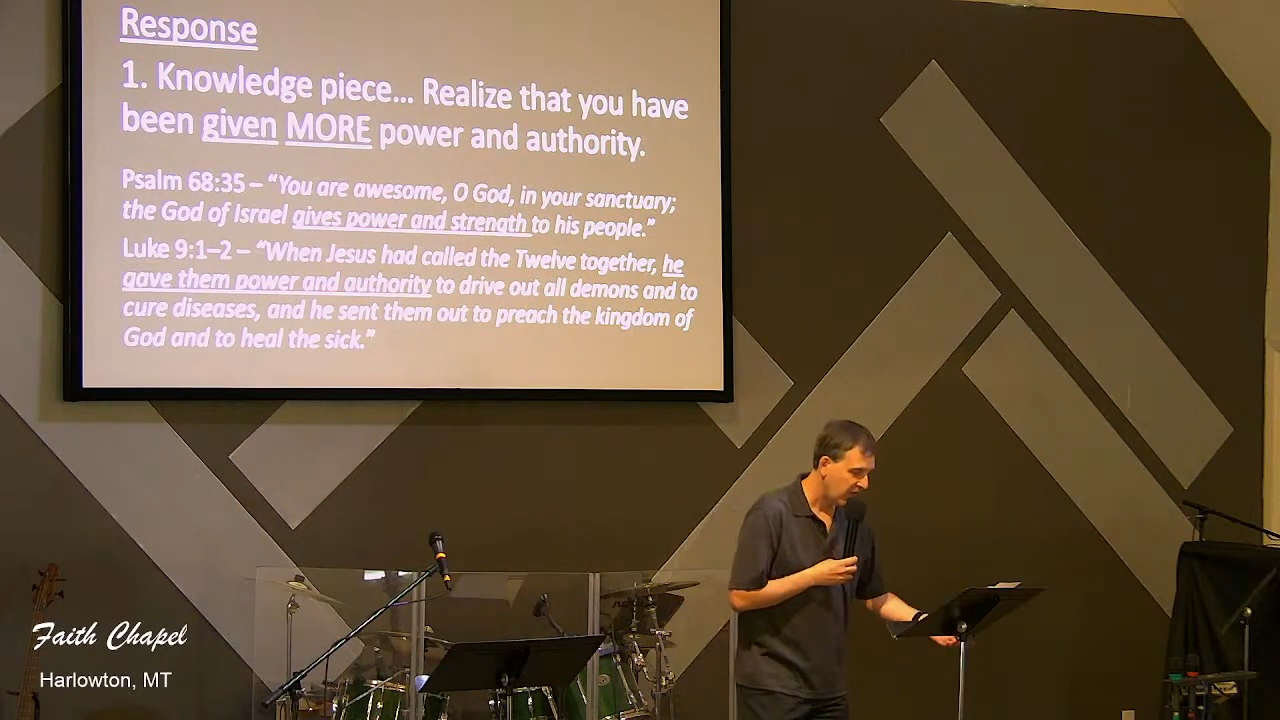 Response
1. Knowledge piece... Realize that you have
been given MORE power and authority.
Psalm 68:35 – “You are awesome, O God, in your sanctuary;
the God of Israel gives power and strength to his people.”
Luke 9:1–2 – “When Jesus had called the Twelve together, he
gave them power and authority to drive out all demons and to
cure diseases, and he sent them out to preach the kingdom of
God and to heal the sick.”
Faith Chapel
Harlowton, MT